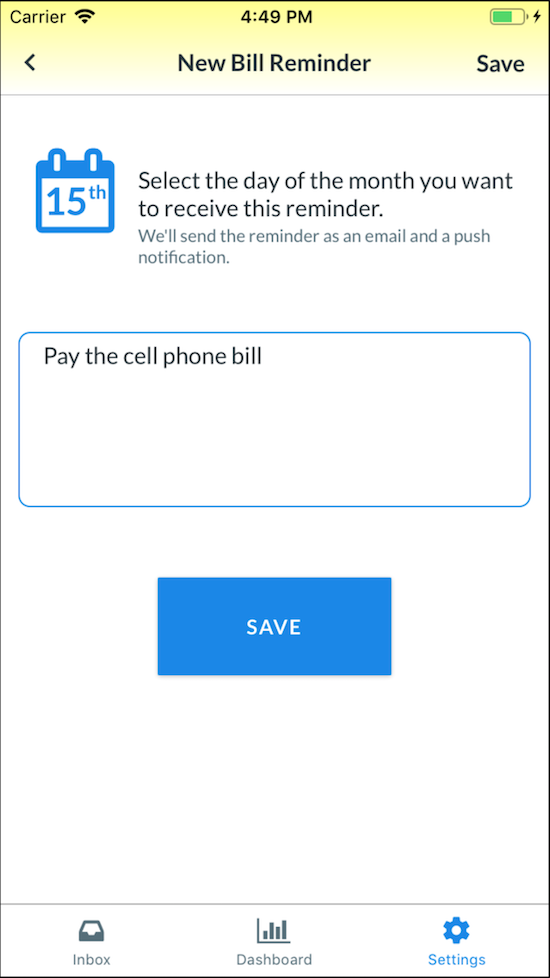 Carrier 4:49 PM
New Bill Reminder Save
15th
Select the day of the month you want
to receive this reminder.
We'll send the reminder as an email and a push
notification.
Pay the cell phone bill
SAVE
Inbox Dashboard Settings